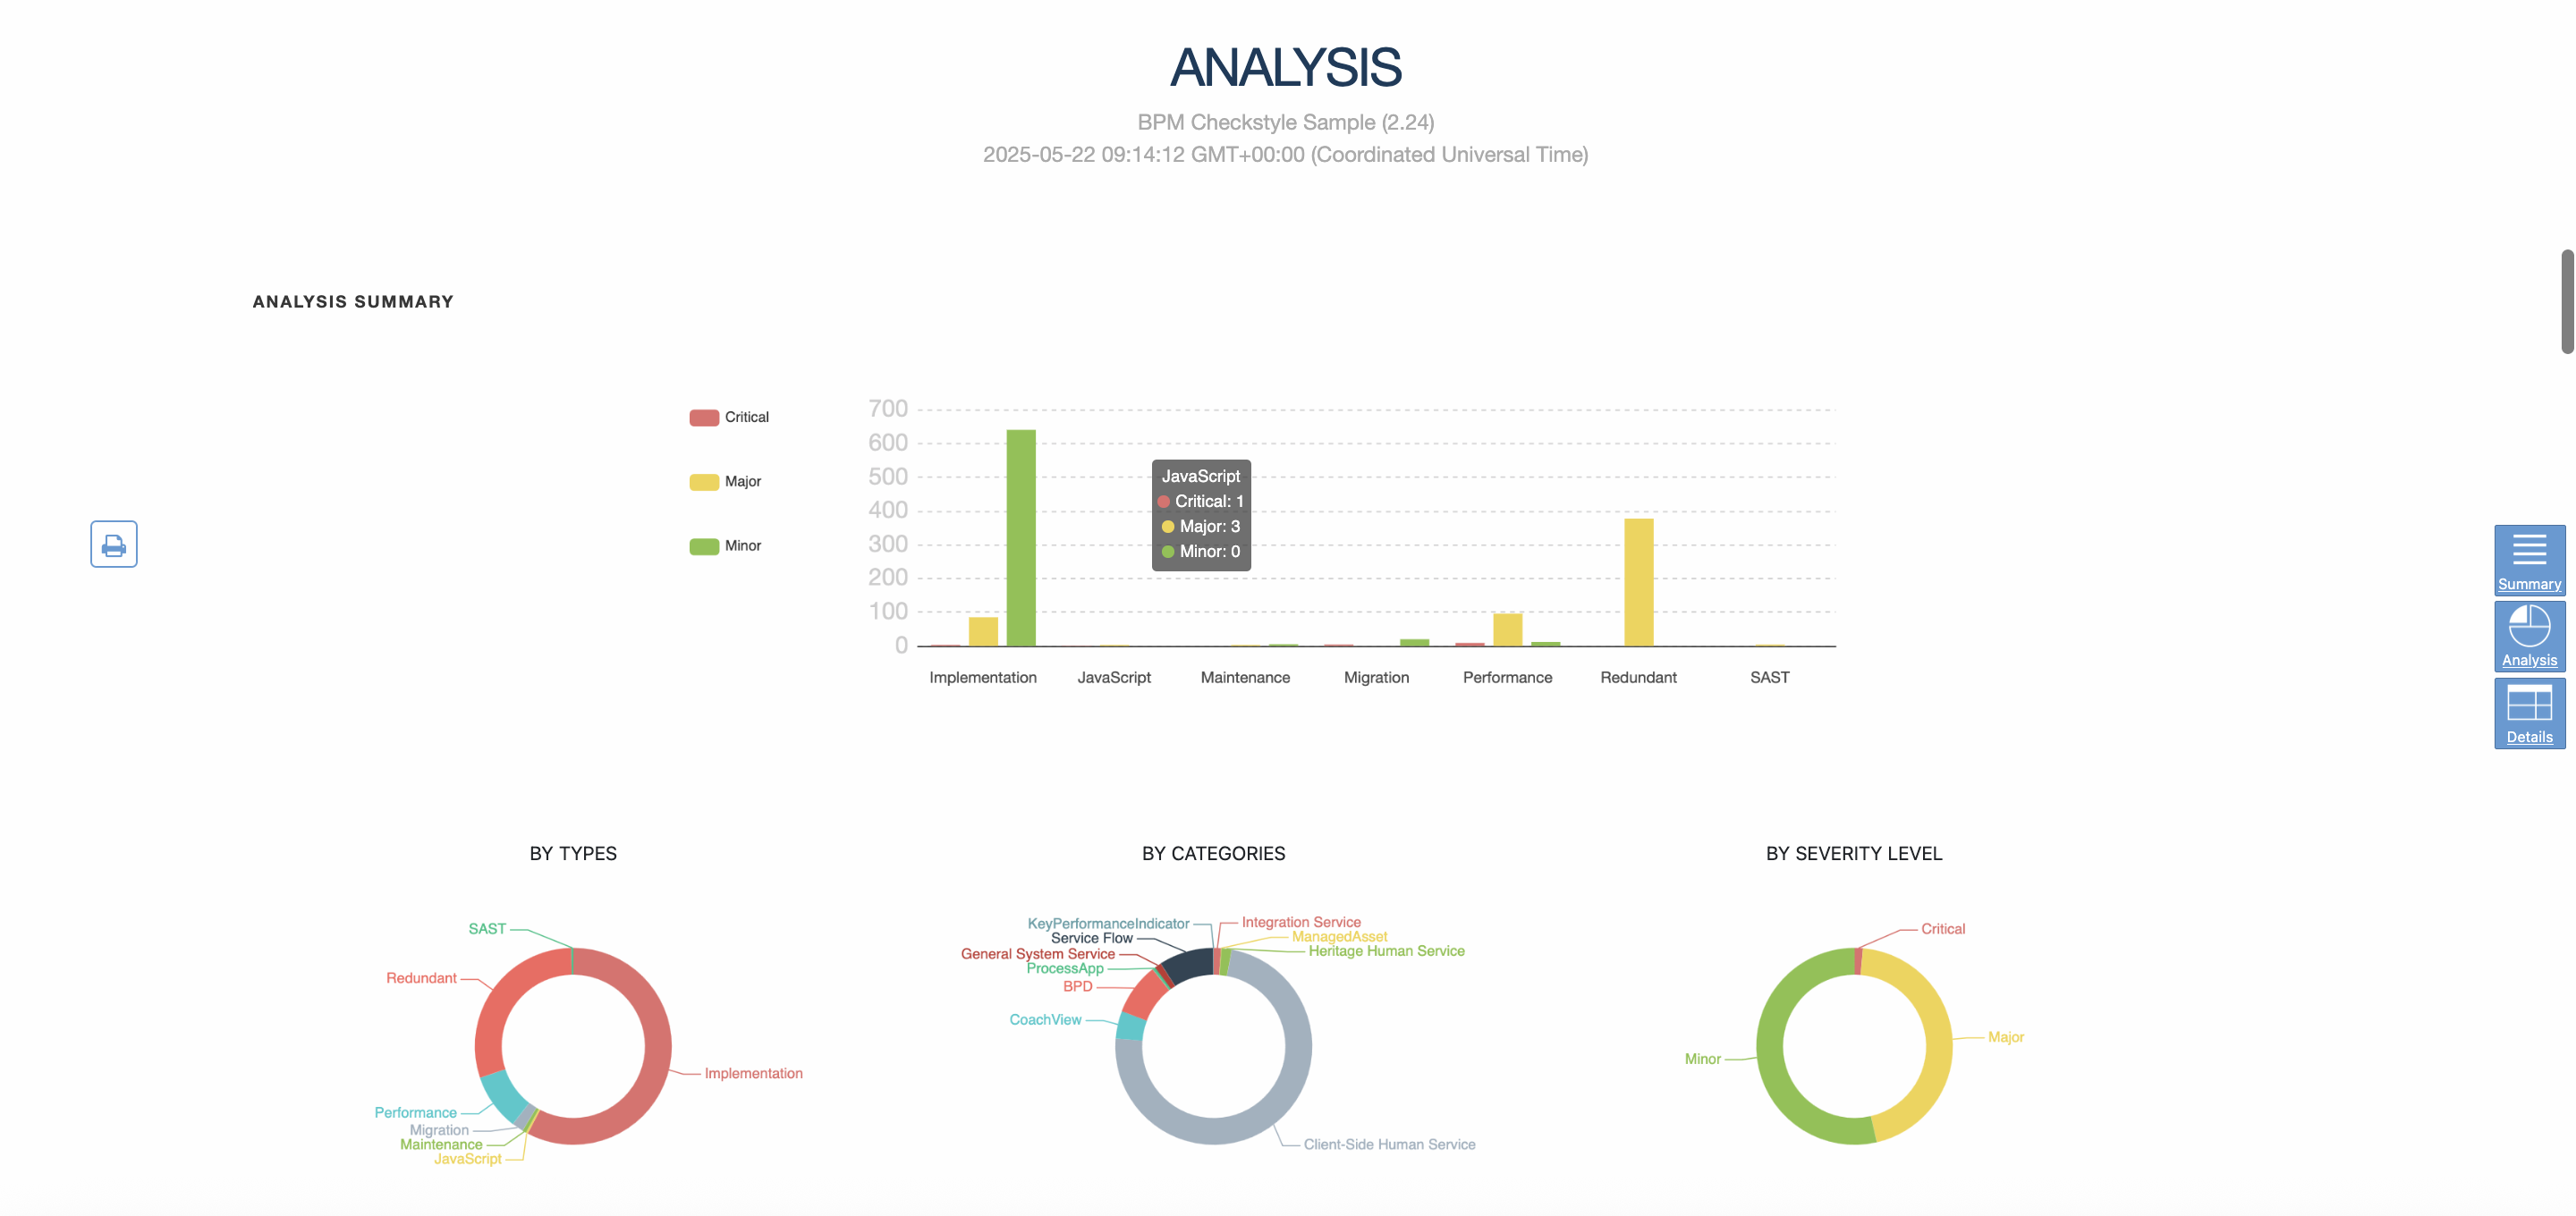 ANALYSIS
BPM Checkstyle Sample (2.24)
2025-05-22 09:14:12 GMT+00:00 (Coordinated Universal Time)
ANALYSIS SUMMARY
Critical
Major
Minor
700
600
500
400
300
200
100
0
JavaScript
Critical: 1
Major: 3
Minor: 0
Implementation
JavaScript
Maintenance
Migration
Performance
Redundant
SAST
Summary
Analysis
Details
BY TYPES
SAST
Redundant
Implementation
Performance
Migration
Maintenance
JavaScript
BY CATEGORIES
KeyPerformanceIndicator
Integration Service
Service Flow
ManagedAsset
General System Service
Heritage Human Service
ProcessApp
BPD
CoachView
Client-Side Human Service
BY SEVERITY LEVEL
Critical
Major
Minor